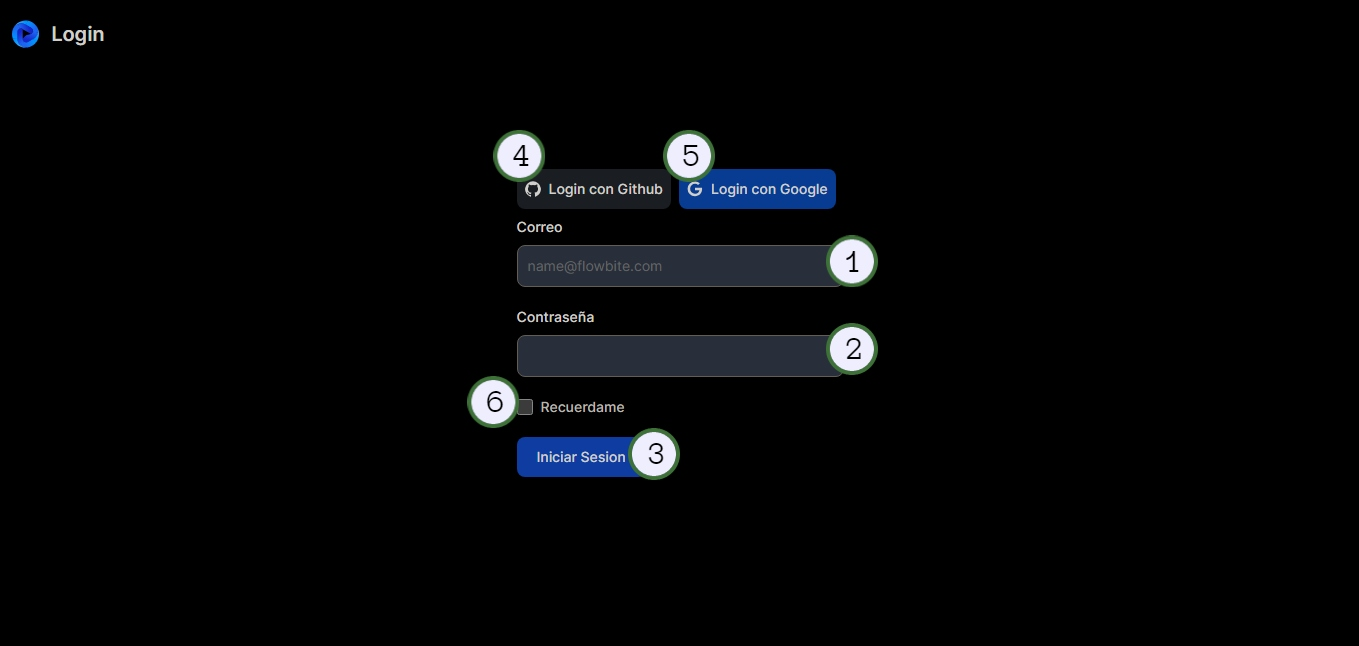 Login
4
5
Login con Github
Login con Google
Correo
name@flowbite.com
1
Contraseña
2
6
Recuerdame
Iniciar Sesion
3